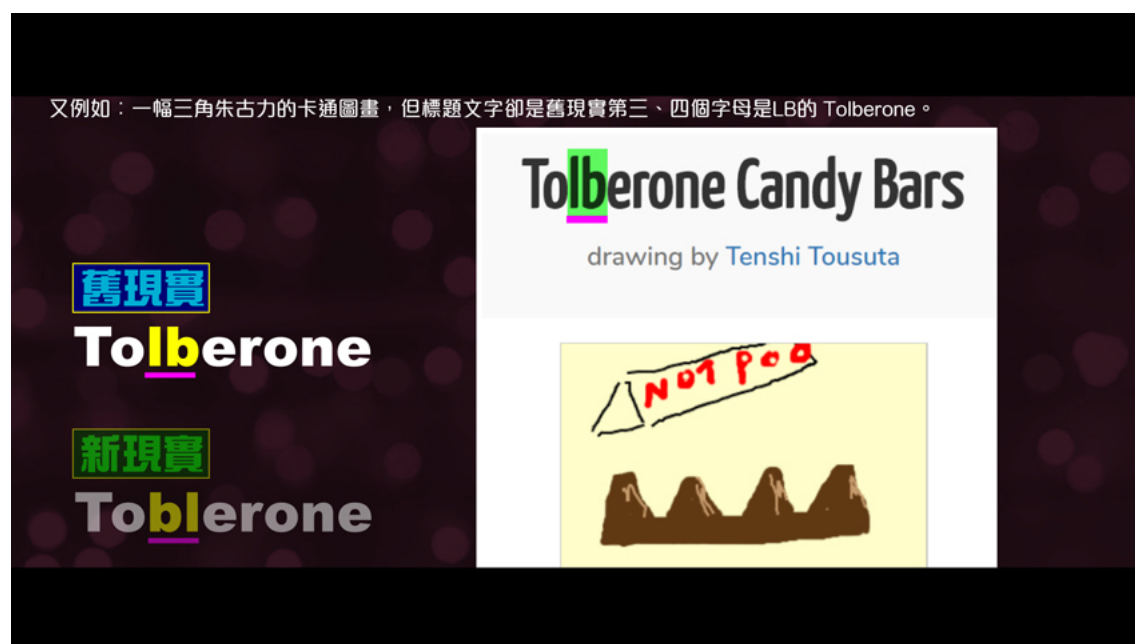 又例如：一幅三角朱古力的卡通圖畫，但標題文字卻是舊現實第三、四個字母是LB的 Tolberone。
Tolberone Candy Bars
drawing by Tenshi Tousuta
舊現實
Tolberone
新現實
Toblerone
NOT POO